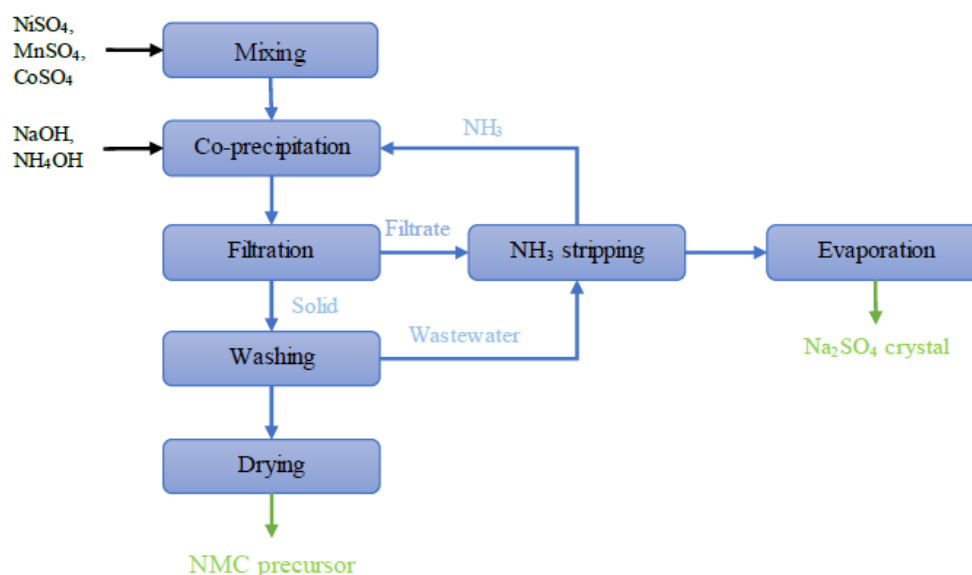 NiSO₄,
MnSO₄,
CoSO₄
Mixing
NaOH,
NH4OH
Co-precipitation
NH₃
Filtration
Filtrate
NH₃ stripping
Evaporation
Solid
Washing
Wastewater
Na₂SO₄ crystal
Drying
NMC precursor